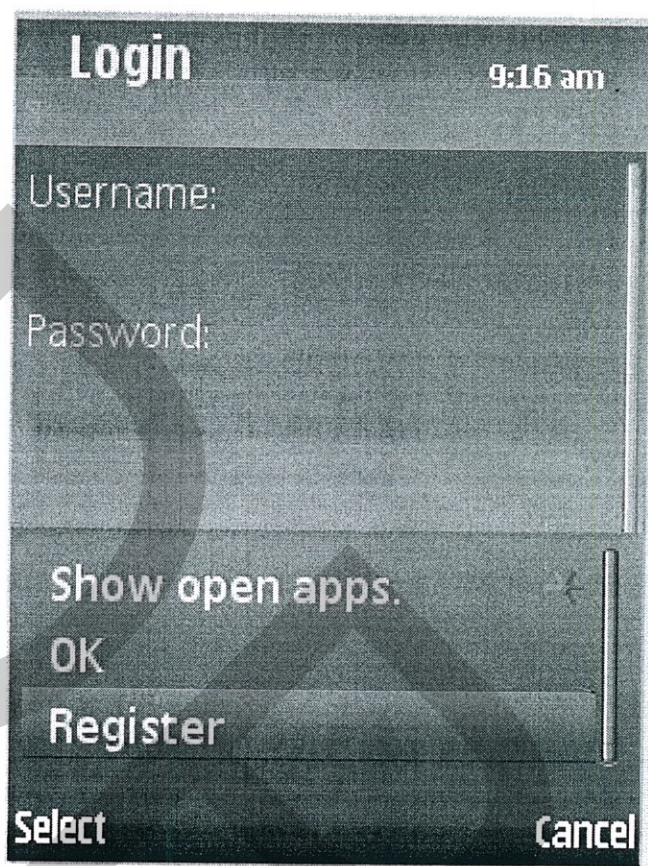 Login
9:16 am
Username:
Password:
Show open apps.
OK
Register
Select Cancel